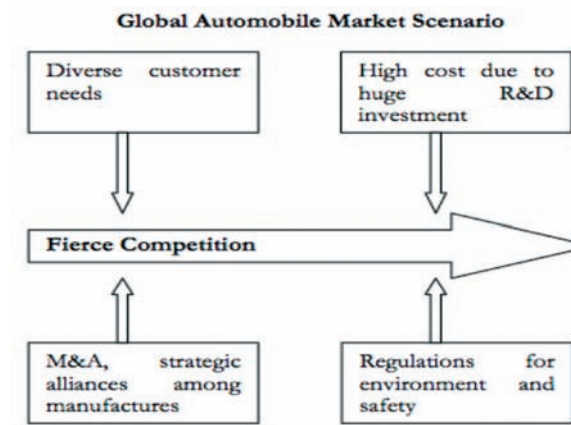 Global Automobile Market Scenario
Diverse customer
needs
High cost due to
huge R&D
investment
Fierce Competition
M&A, strategic
alliances among
manufactures
Regulations for
environment and
safety